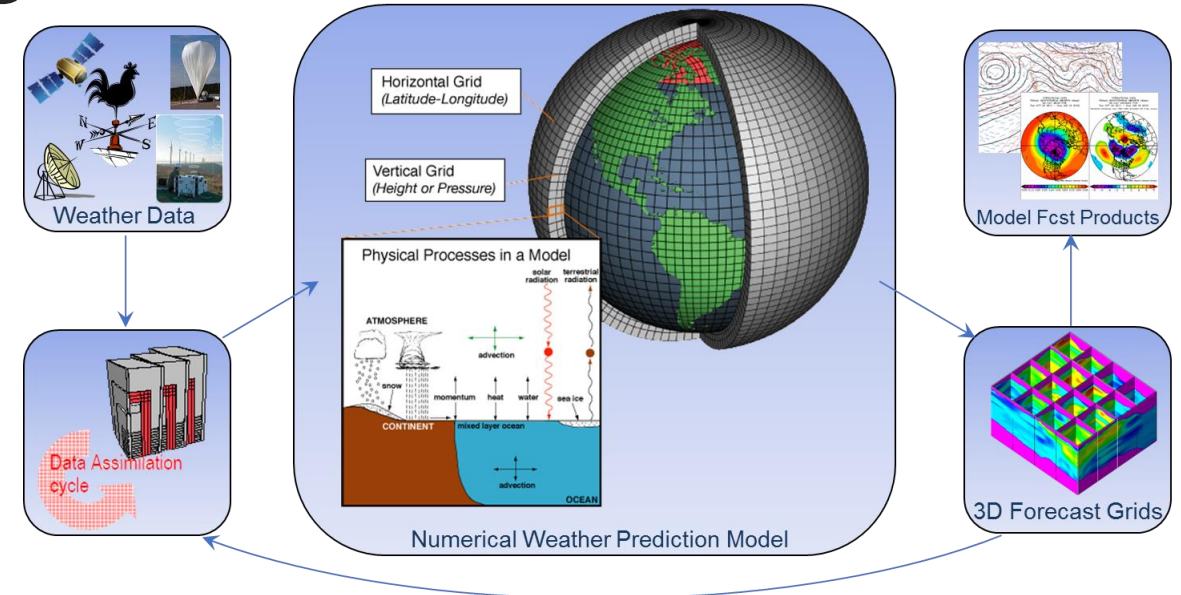 N
E
W
S
Weather Data
Data Assimilation
cycle
Horizontal Grid
(Latitude-Longitude)
Vertical Grid
(Height or Pressure)
Physical Processes in a Model
solar
radiation
terrestrial
radiation
ATMOSPHERE
advection
snow
momentum
heat
water
sea ice
CONTINENT
mixed layer ocean
advection
OCEAN
Numerical Weather Prediction Model
Model Fcst Products
3D Forecast Grids